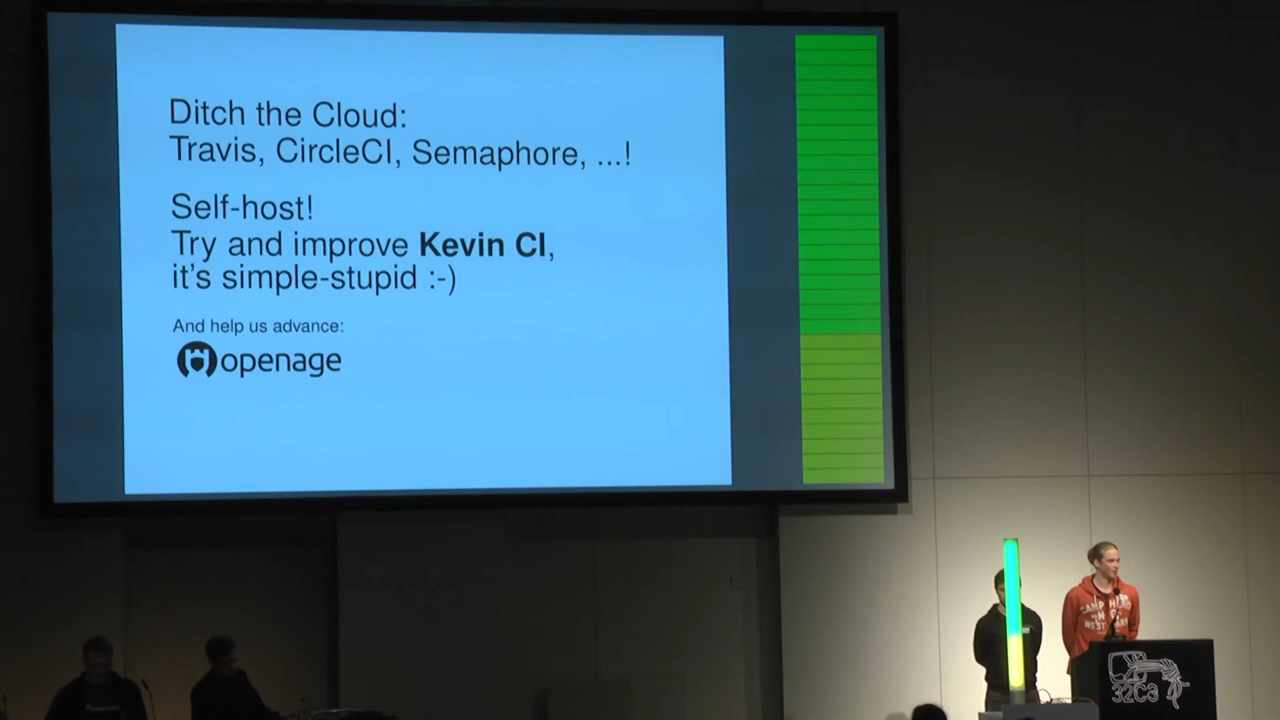 Ditch the Cloud:
Travis, CircleCI, Semaphore, ...!
Self-host!
Try and improve Kevin CI,
it's simple-stupid :-)
And help us advance:
openage
32C3